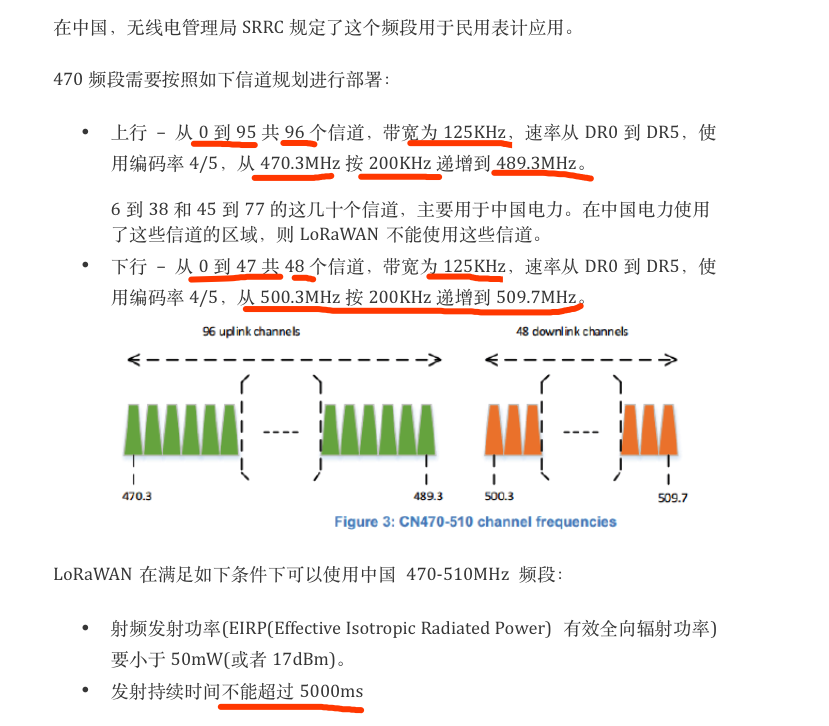 在中国，无线电管理局 SRRC 规定了这个频段用于民用表计应用。
470 频段需要按照如下信道规划进行部署：
• 上行 – 从 0 到 95 共 96 个信道，带宽为 125KHz，速率从 DR0 到 DR5，使
用编码率 4/5，从 470.3MHz 按 200KHz 递增到 489.3MHz。
6 到 38 和 45 到 77 的这几十个信道，主要用于中国电力。在中国电力使用
了这些信道的区域，则 LoRaWAN 不能使用这些信道。
• 下行 – 从 0 到 47 共 48 个信道，带宽为 125KHz，速率从 DR0 到 DR5，使
用编码率 4/5，从 500.3MHz 按 200KHz 递增到 509.7MHz。
96 uplink channels 48 downlink channels
470.3 489.3 500.3 509.7
Figure 3: CN470-510 channel frequencies
LoRaWAN 在满足如下条件下可以使用中国 470-510MHz 频段：
• 射频发射功率(EIRP(Effective Isotropic Radiated Power) 有效全向辐射功率)
要小于 50mW(或者 17dBm)。
• 发射持续时间不能超过 5000ms